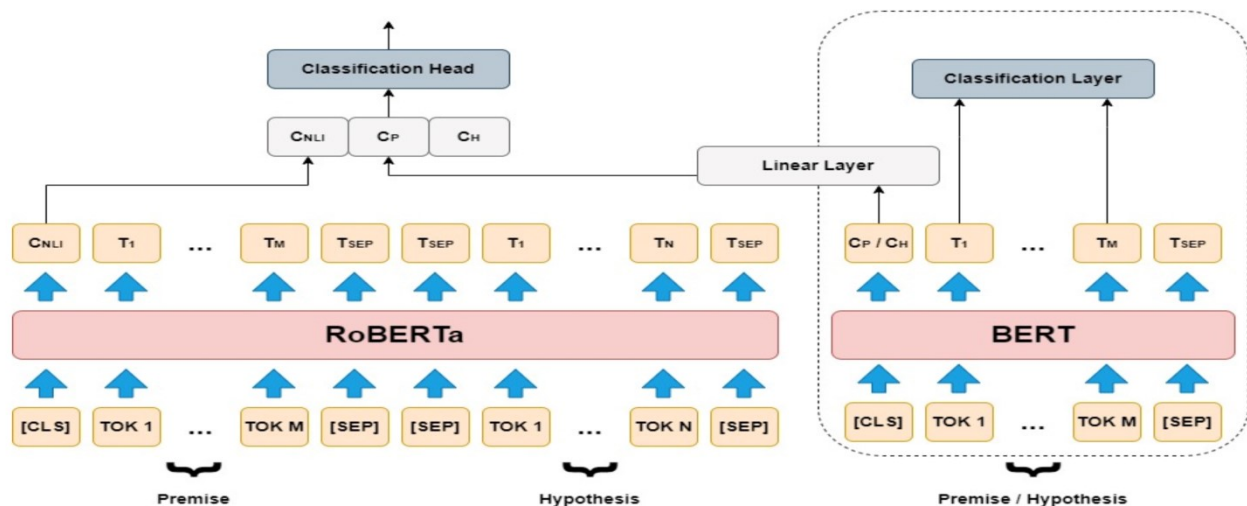 Classification Head
Classification Layer
CNLI CP CH
Linear Layer
CNLI T1 ... TM TSEP TSEP T1 ... TN TSEP
CP / CH T1 ... TM TSEP
RoBERTa
BERT
[CLS] TOK 1 ... TOK M [SEP] [SEP] TOK 1 ... TOK N [SEP]
[CLS] TOK 1 ... TOK M [SEP]
Premise
Hypothesis
Premise / Hypothesis